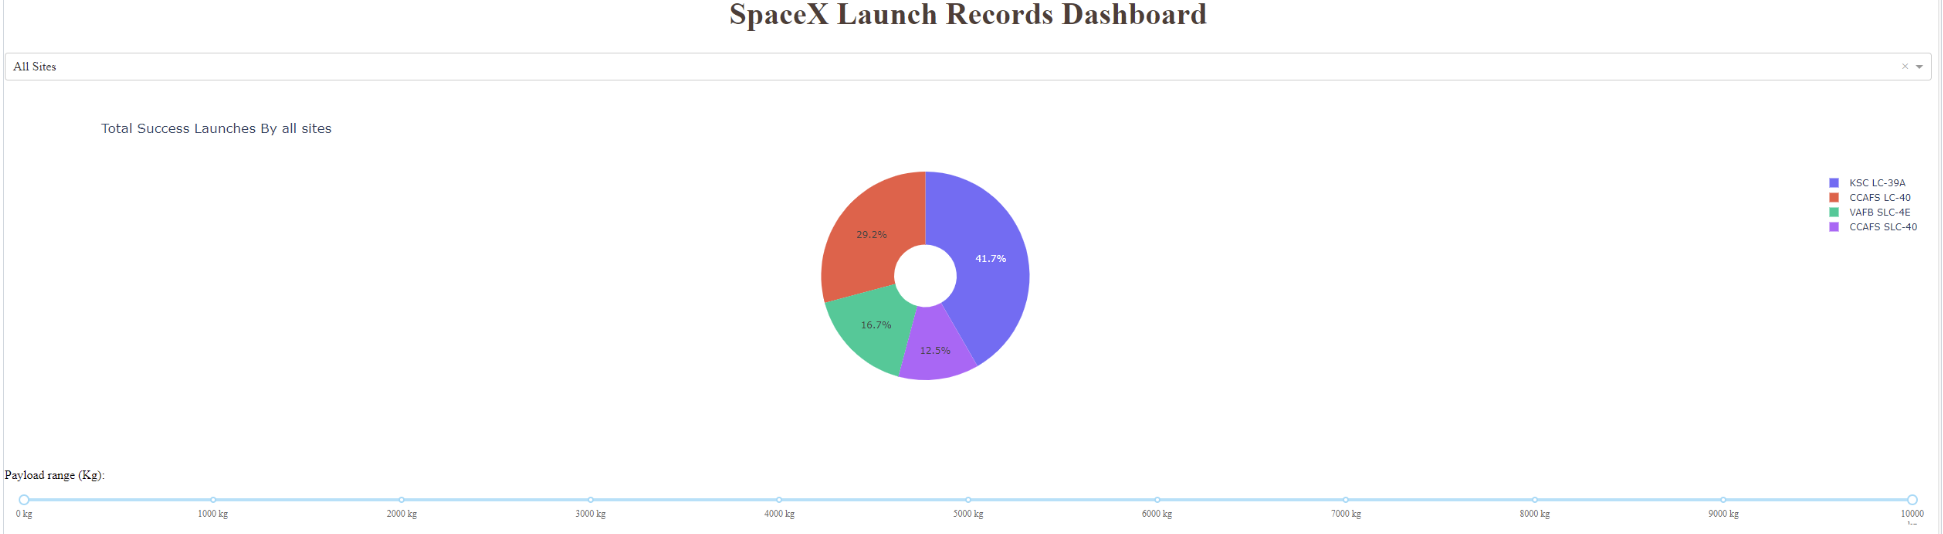 SpaceX Launch Records Dashboard
All Sites
×
Total Success Launches By all sites
KSC LC-39A
CCAFS LC-40
VAFB SLC-4E
CCAFS SLC-40
29.2%
41.7%
16.7%
12.5%
Payload range (Kg):
0 kg 1000 kg 2000 kg 3000 kg 4000 kg 5000 kg 6000 kg 7000 kg 8000 kg 9000 kg 10000